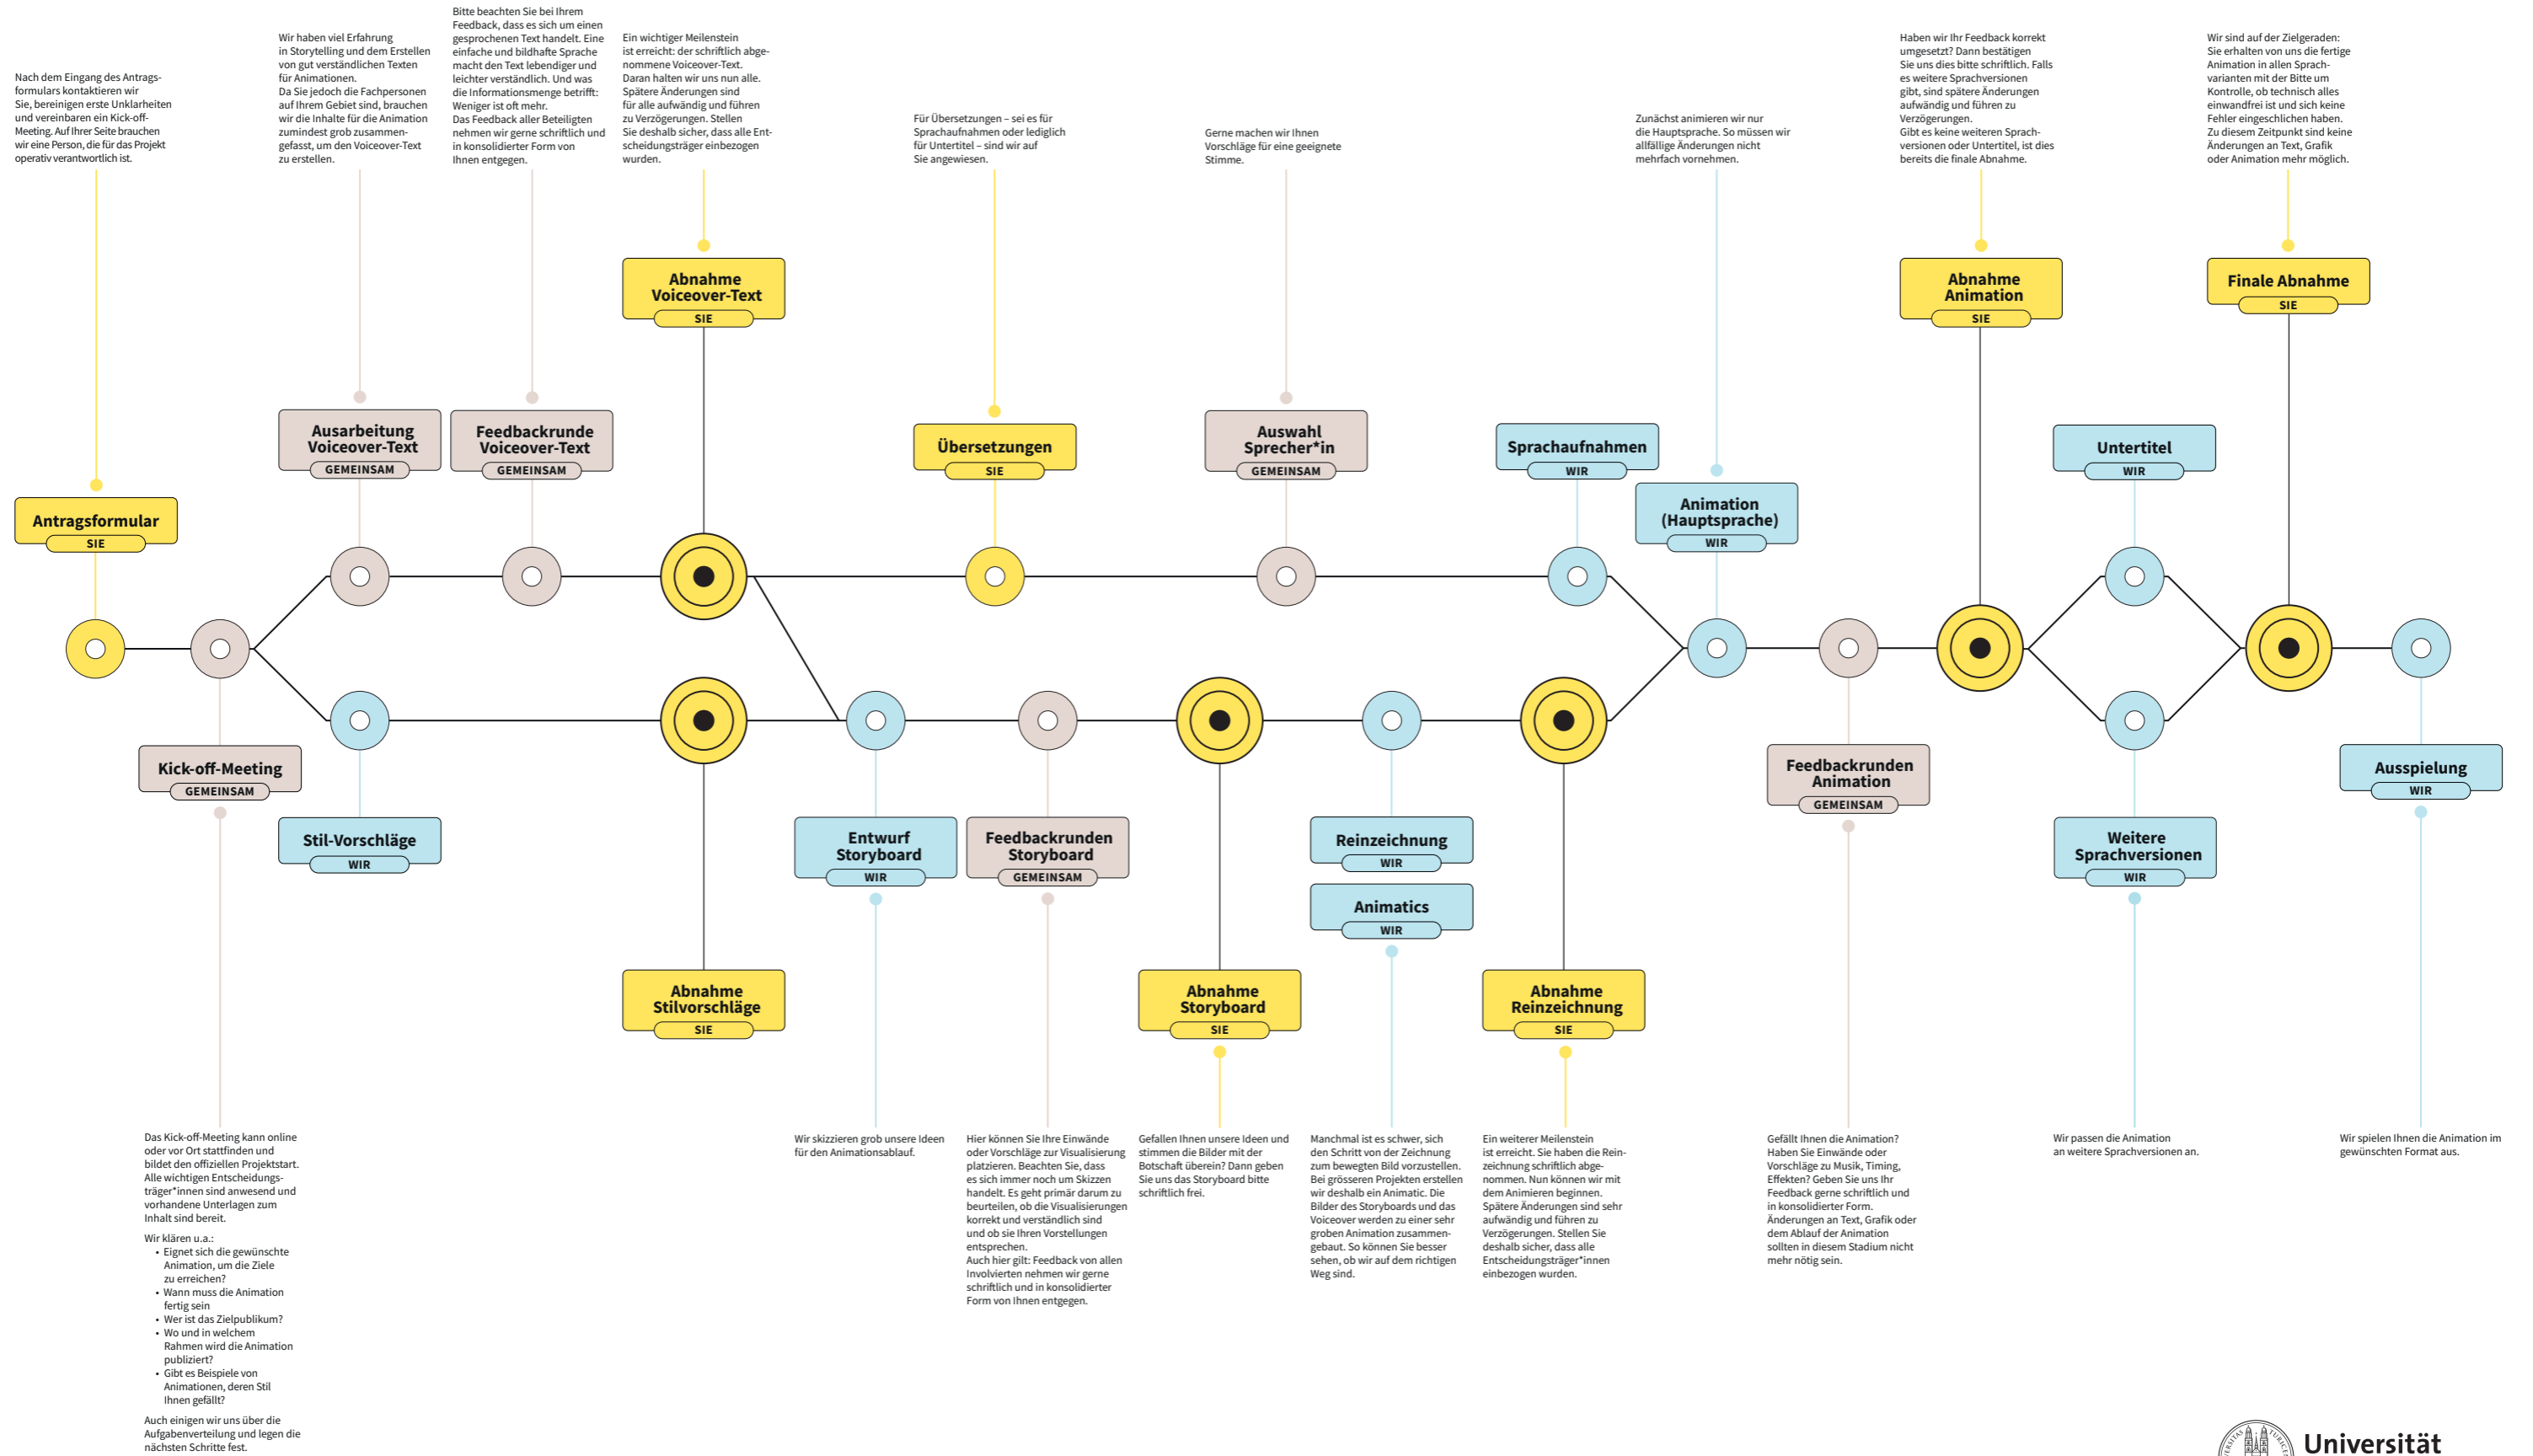 Nach dem Eingang des Antrags-
formulars kontaktieren wir
Sie, bereinigen erste Unklarheiten
und vereinbaren ein Kick-off-
Meeting. Auf Ihrer Seite brauchen
wir eine Person, die für das Projekt
operativ verantwortlich ist.
Wir haben viel Erfahrung
in Storytelling und dem Erstellen
von gut verständlichen Texten
für Animationen.
Da Sie jedoch die Fachpersonen
auf Ihrem Gebiet sind, brauchen
wir die Inhalte für die Animation
zumindest grob zusammen-
gefasst, um den Voiceover-Text
zu erstellen.
Bitte beachten Sie bei Ihrem
Feedback, dass es sich um einen
gesprochenen Text handelt. Eine
einfache und bildhafte Sprache
macht den Text lebendiger und
leichter verständlich. Und was
die Informationsmenge betrifft:
Weniger ist oft mehr.
Das Feedback aller Beteiligten
nehmen wir gerne schriftlich und
in konsolidierter Form von
Ihnen entgegen.
Ein wichtiger Meilenstein
ist erreicht: der schriftlich abge-
nommene Voiceover-Text.
Daran halten wir uns nun alle.
Spätere Änderungen sind
für alle aufwändig und führen
zu Verzögerungen. Stellen
Sie deshalb sicher, dass alle Ent-
scheidungsträger einbezogen
wurden.
Für Übersetzungen – sei es für
Sprachaufnahmen oder lediglich
für Untertitel – sind wir auf
Sie angewiesen.
Gerne machen wir Ihnen
Vorschläge für eine geeignete
Stimme.
Zunächst animieren wir nur
die Hauptsprache. So müssen wir
allfällige Änderungen nicht
mehrfach vornehmen.
Haben wir Ihr Feedback korrekt
umgesetzt? Dann bestätigen
Sie uns dies bitte schriftlich. Falls
es weitere Sprachversionen
gibt, sind spätere Änderungen
aufwändig und führen zu
Verzögerungen.
Gibt es keine weiteren Sprach-
versionen oder Untertitel, ist dies
bereits die finale Abnahme.
Wir sind auf der Zielgeraden:
Sie erhalten von uns die fertige
Animation in allen Sprach-
varianten mit der Bitte um
Kontrolle, ob technisch alles
einwandfrei ist und sich keine
Fehler eingeschlichen haben.
Zu diesem Zeitpunkt sind keine
Änderungen an Text, Grafik
oder Animation mehr möglich.
Abnahme
Voiceover-Text
SIE
Abnahme
Animation
SIE
Finale Abnahme
SIE
Ausarbeitung
Voiceover-Text
GEMEINSAM
Feedbackrunde
Voiceover-Text
GEMEINSAM
Übersetzungen
SIE
Auswahl
Sprecher*in
GEMEINSAM
Sprachaufnahmen
WIR
Untertitel
WIR
Antragsformular
SIE
Animation
(Hauptsprache)
WIR
Kick-off-Meeting
GEMEINSAM
Feedbackrunden
Animation
GEMEINSAM
Ausspielung
WIR
Stil-Vorschläge
WIR
Entwurf
Storyboard
WIR
Feedbackrunden
Storyboard
GEMEINSAM
Reinzeichnung
WIR
Animatics
WIR
Weitere
Sprachversionen
WIR
Abnahme
Stilvorschläge
SIE
Abnahme
Storyboard
SIE
Abnahme
Reinzeichnung
SIE
Das Kick-off-Meeting kann online
oder vor Ort stattfinden und
bildet den offiziellen Projektstart.
Alle wichtigen Entscheidungs-
träger*innen sind anwesend und
vorhandene Unterlagen zum
Inhalt sind bereit.
Wir klären u.a.:
• Eignet sich die gewünschte
Animation, um die Ziele
zu erreichen?
• Wann muss die Animation
fertig sein
• Wer ist das Zielpublikum?
• Wo und in welchem
Rahmen wird die Animation
publiziert?
• Gibt es Beispiele von
Animationen, deren Stil
Ihnen gefällt?
Auch einigen wir uns über die
Aufgabenverteilung und legen die
nächsten Schritte fest.
Wir skizzieren grob unsere Ideen
für den Animationsablauf.
Hier können Sie Ihre Einwände
oder Vorschläge zur Visualisierung
platzieren. Beachten Sie, dass
es sich immer noch um Skizzen
handelt. Es geht primär darum zu
beurteilen, ob die Visualisierungen
korrekt und verständlich sind
und ob sie Ihren Vorstellungen
entsprechen.
Auch hier gilt: Feedback von allen
Involvierten nehmen wir gerne
schriftlich und in konsolidierter
Form von Ihnen entgegen.
Gefallen Ihnen unsere Ideen und
stimmen die Bilder mit der
Botschaft überein? Dann geben
Sie uns das Storyboard bitte
schriftlich frei.
Manchmal ist es schwer, sich
den Schritt von der Zeichnung
zum bewegten Bild vorzustellen.
Bei grösseren Projekten erstellen
wir deshalb ein Animatic. Die
Bilder des Storyboards und das
Voiceover werden zu einer sehr
groben Animation zusammen-
gebaut. So können Sie besser
sehen, ob wir auf dem richtigen
Weg sind.
Ein weiterer Meilenstein
ist erreicht. Sie haben die Rein-
zeichnung schriftlich abge-
nommen. Nun können wir mit
dem Animieren beginnen.
Spätere Änderungen sind sehr
aufwändig und führen zu
Verzögerungen. Stellen Sie
deshalb sicher, dass alle
Entscheidungsträger*innen
einbezogen wurden.
Gefällt Ihnen die Animation?
Haben Sie Einwände oder
Vorschläge zu Musik, Timing,
Effekten? Geben Sie uns Ihr
Feedback gerne schriftlich und
in konsolidierter Form.
Änderungen an Text, Grafik oder
dem Ablauf der Animation
sollten in diesem Stadium nicht
mehr nötig sein.
Wir passen die Animation
an weitere Sprachversionen an.
Wir spielen Ihnen die Animation im
gewünschten Format aus.
Universität